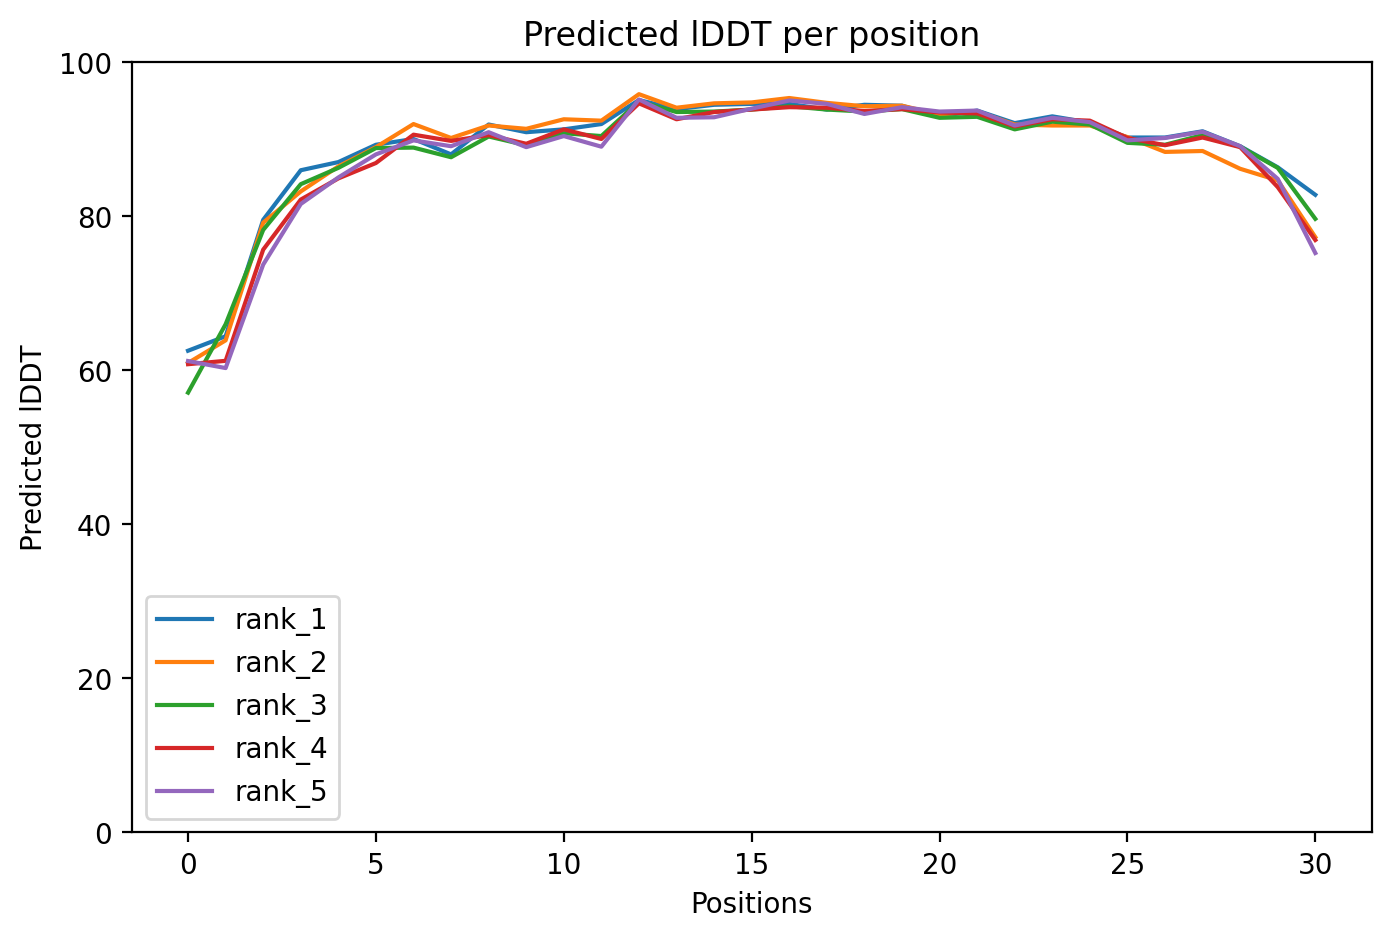 Predicted lDDT per position
Predicted lDDT
100
80
60
40
20
0
rank_1
rank_2
rank_3
rank_4
rank_5
0 5 10 15 20 25 30
Positions